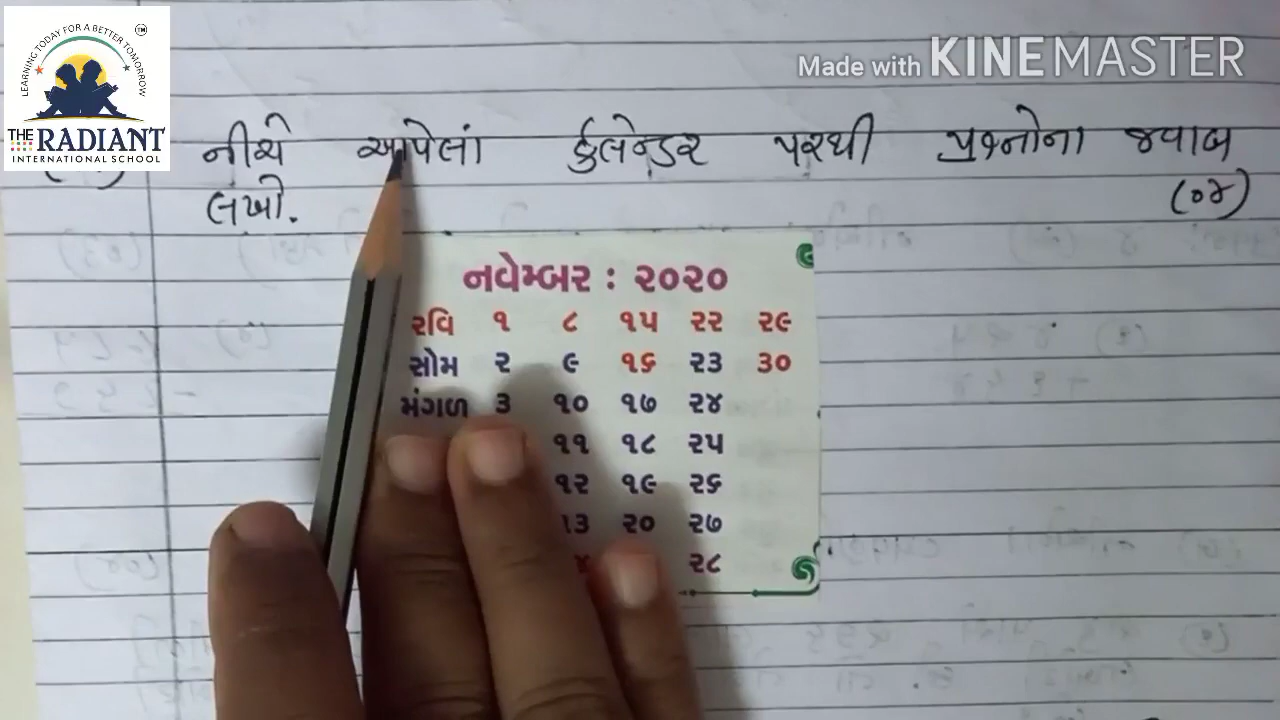 LEARNING TODAY FOR A BETTER TOMORROW
TM
THE RADIANT
INTERNATIONAL SCHOOL
Made with KINEMASTER
નીચે આપેલાં કેલેન્ડર પરથી પ્રશ્નોના જવાબ
લખો. (૦૪)
નવેમ્બર : ૨૦૨૦
રવિ ૧ ૮ ૧૫ ૨૨ ૨૯
સોમ ૨ ૯ ૧૬ ૨૩ ૩૦
મંગળ ૩ ૧૦ ૧૭ ૨૪
૧૧ ૧૮ ૨૫
૧૨ ૧૯ ૨૬
૧૩ ૨૦ ૨૭
૨૮